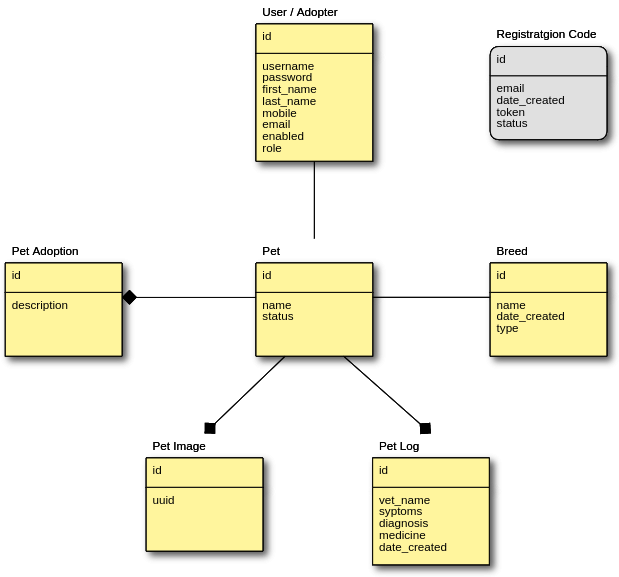 User / Adopter
id
username
password
first_name
last_name
mobile
email
enabled
role
Registratgion Code
id
email
date_created
token
status
Pet Adoption
id
description
Pet
id
name
status
Breed
id
name
date_created
type
Pet Image
id
uuid
Pet Log
id
vet_name
syptoms
diagnosis
medicine
date_created